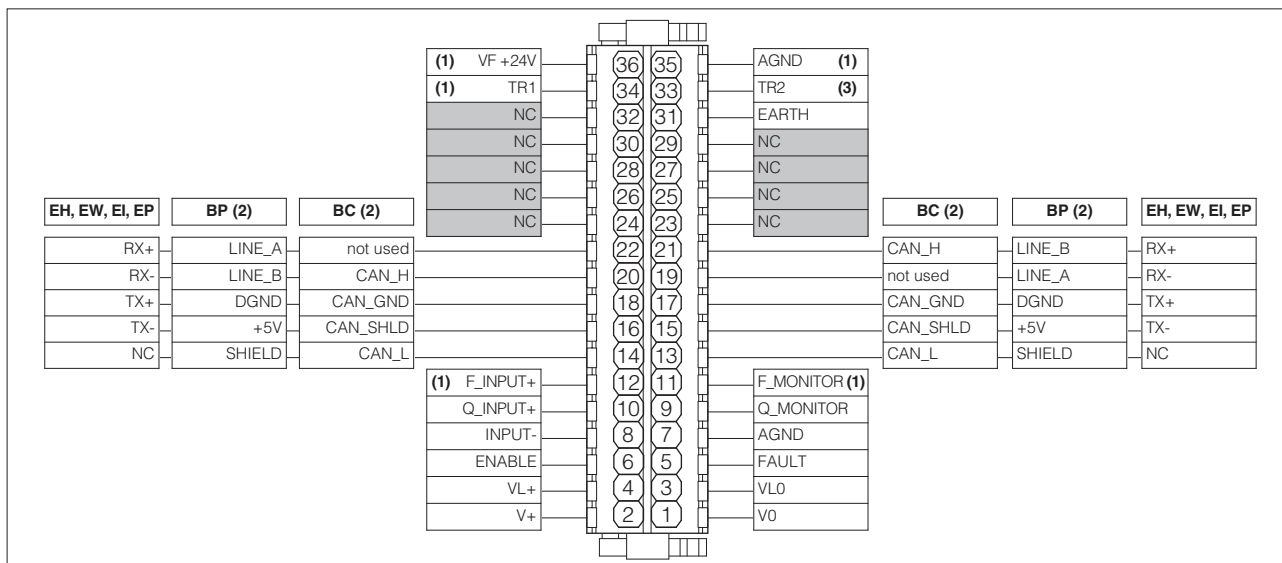 (1) VF +24V 36 35 AGND (1)
(1) TR1 34 33 TR2 (3)
NC 32 31 EARTH
NC 30 29 NC
NC 28 27 NC
NC 26 25 NC
NC 24 23 NC
EH, EW, EI, EP BP (2) BC (2) BC (2) BP (2) EH, EW, EI, EP
RX+ LINE_A not used 22 21 CAN_H LINE_B RX+
RX- LINE_B CAN_H 20 19 not used LINE_A RX-
TX+ DGND CAN_GND 18 17 CAN_GND DGND TX+
TX- +5V CAN_SHLD 16 15 CAN_SHLD +5V TX-
NC SHIELD CAN_L 14 13 CAN_L SHIELD NC
(1) F_INPUT+ 12 11 F_MONITOR (1)
Q_INPUT+ 10 9 Q_MONITOR
INPUT- 8 7 AGND
ENABLE 6 5 FAULT
VL+ 4 3 VL0
V+ 2 1 V0